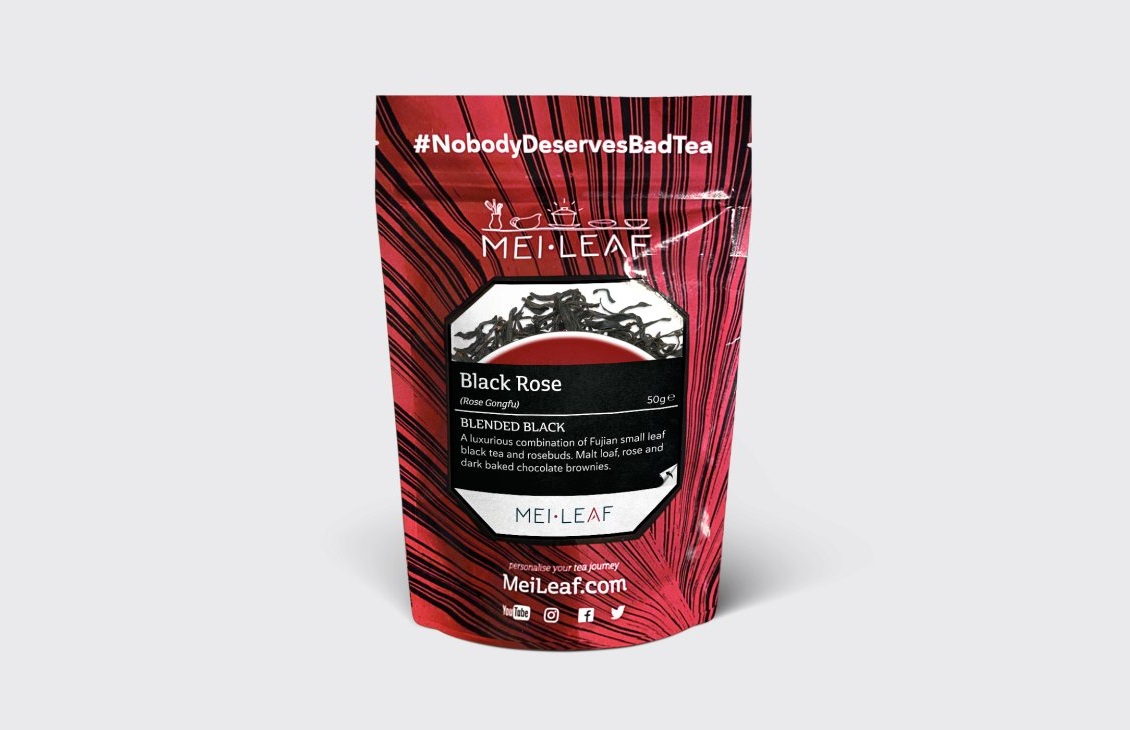 #NobodyDeservesBadTea
MEI·LEAF
Black Rose
(Rose Gongfu)
50g ℮
BLENDED BLACK
A luxurious combination of Fujian small leaf
black tea and rosebuds. Malt loaf, rose and
dark baked chocolate brownies.
MEI·LEAF
personalise your tea journey
MeiLeaf.com
YouTube